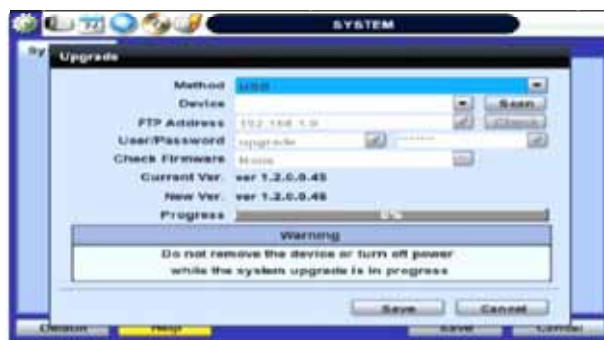 SYSTEM
Upgrade
Method USB
Device Scan
FTP Address 192.168.1.9 Check
User/Password upgrade ******
Check Firmware None
Current Ver. ver 1.2.0.0.45
New Ver. ver 1.2.0.0.45
Progress 0%
Warning
Do not remove the device or turn off power
while the system upgrade is in progress
Save Cancel
Default Help Save Cancel